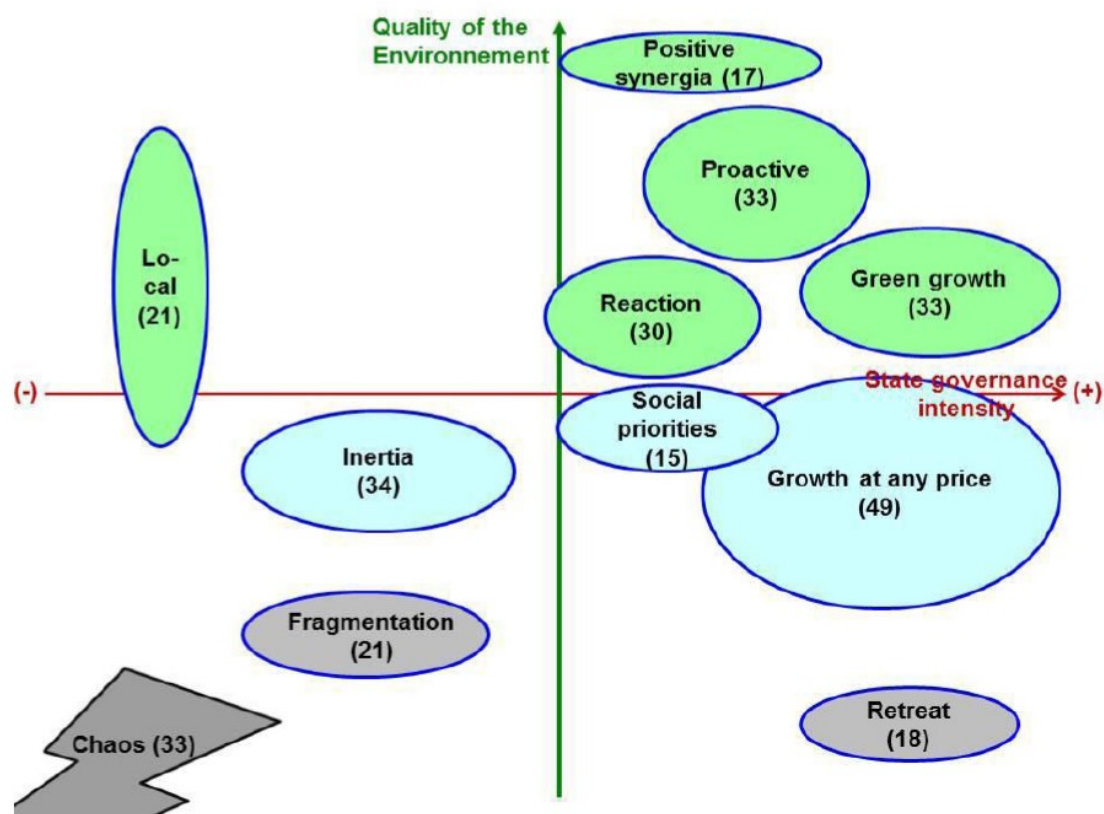 Quality of the
Environnement
Positive
synergia (17)
Proactive
(33)
Lo-
cal
(21)
Green growth
(33)
Reaction
(30)
(-)
State governance
intensity
(+)
Social
priorities
(15)
Inertia
(34)
Growth at any price
(49)
Fragmentation
(21)
Retreat
(18)
Chaos (33)